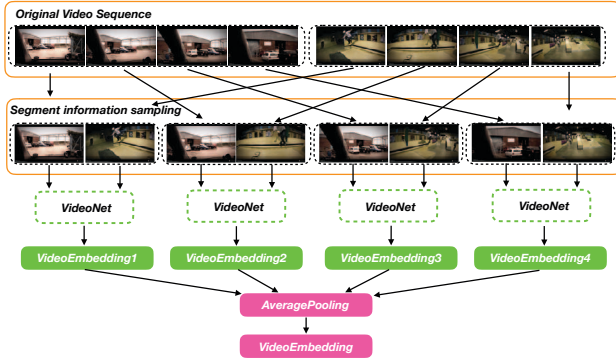 Original Video Sequence
Segment information sampling
VideoNet VideoNet VideoNet VideoNet
VideoEmbedding1 VideoEmbedding2 VideoEmbedding3 VideoEmbedding4
AveragePooling
VideoEmbedding